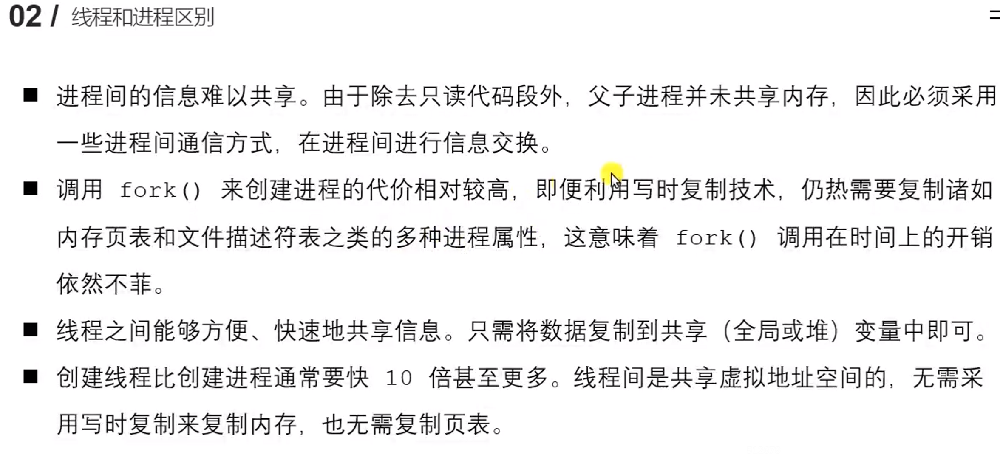 02 / 线程和进程区别
■ 进程间的信息难以共享。由于除去只读代码段外，父子进程并未共享内存，因此必须采用
一些进程间通信方式，在进程间进行信息交换。
■ 调用 fork() 来创建进程的代价相对较高，即便利用写时复制技术，仍热需要复制诸如
内存页表和文件描述符表之类的多种进程属性，这意味着 fork() 调用在时间上的开销
依然不菲。
■ 线程之间能够方便、快速地共享信息。只需将数据复制到共享（全局或堆）变量中即可。
■ 创建线程比创建进程通常要快 10 倍甚至更多。线程间是共享虚拟地址空间的，无需采
用写时复制来复制内存，也无需复制页表。